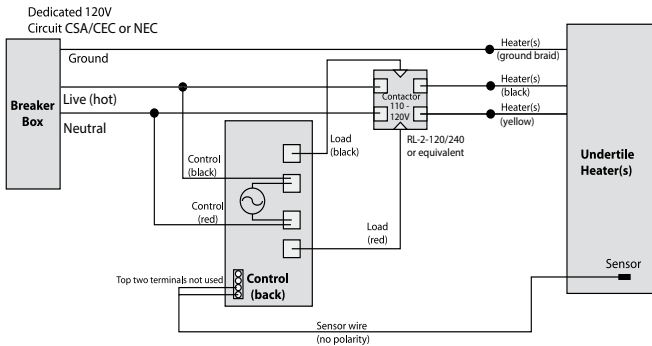 Dedicated 120V
Circuit CSA/CEC or NEC
Breaker
Box
Ground
Live (hot)
Neutral
Heater(s)
(ground braid)
Heater(s)
(black)
Heater(s)
(yellow)
Contactor
110 -
120V
RL-2-120/240
or equivalent
Load
(black)
Control
(black)
Control
(red)
Load
(red)
Undertile
Heater(s)
Sensor
Top two terminals not used
Control
(back)
Sensor wire
(no polarity)